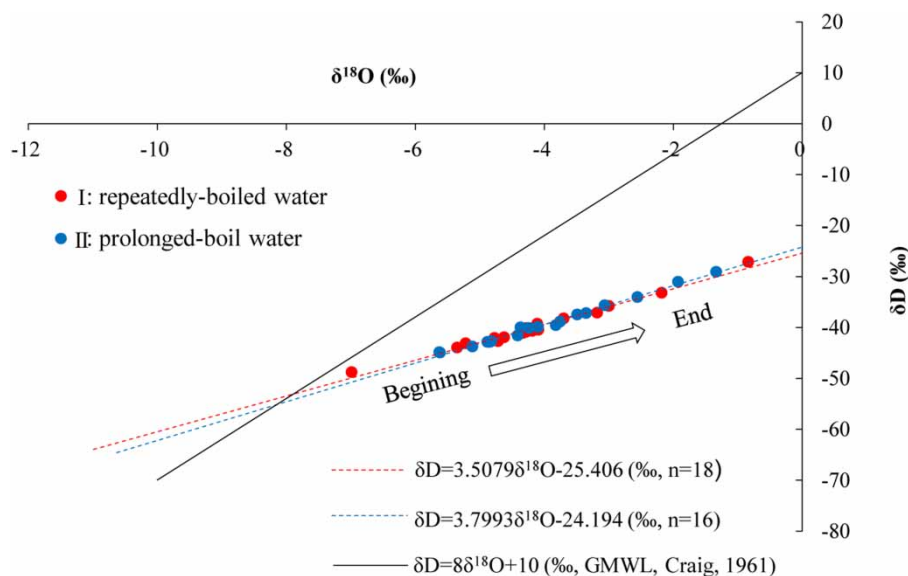 20
δ¹⁸O (‰)
10
0
-12 -10 -8 -6 -4 -2 0
-10
I: repeatedly-boiled water
II: prolonged-boil water
-20
-30
δD (‰)
End
-40
Begining
-50
-60
δD=3.5079δ¹⁸O-25.406 (‰, n=18)
-70
δD=3.7993δ¹⁸O-24.194 (‰, n=16)
-80
δD=8δ¹⁸O+10 (‰, GMWL, Craig, 1961)